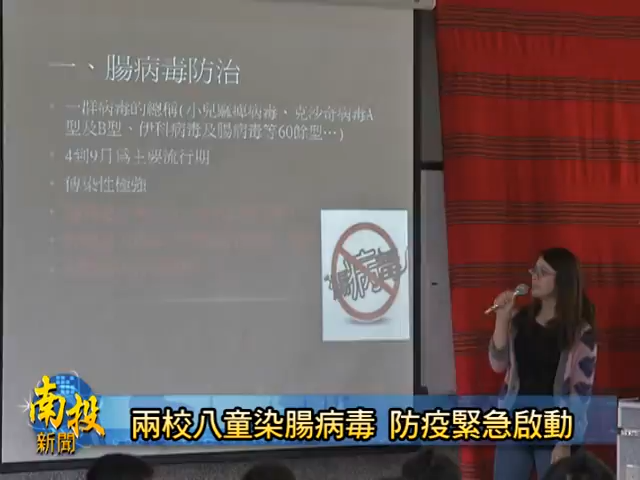 一、腸病毒防治
一群病毒的總稱(小兒麻痺病毒、克沙奇病毒A
型及B型、伊科病毒及腸病毒等60餘型…)
4到9月為主要流行期
傳染性極強
腸病毒
南投
新聞
兩校八童染腸病毒 防疫緊急啟動